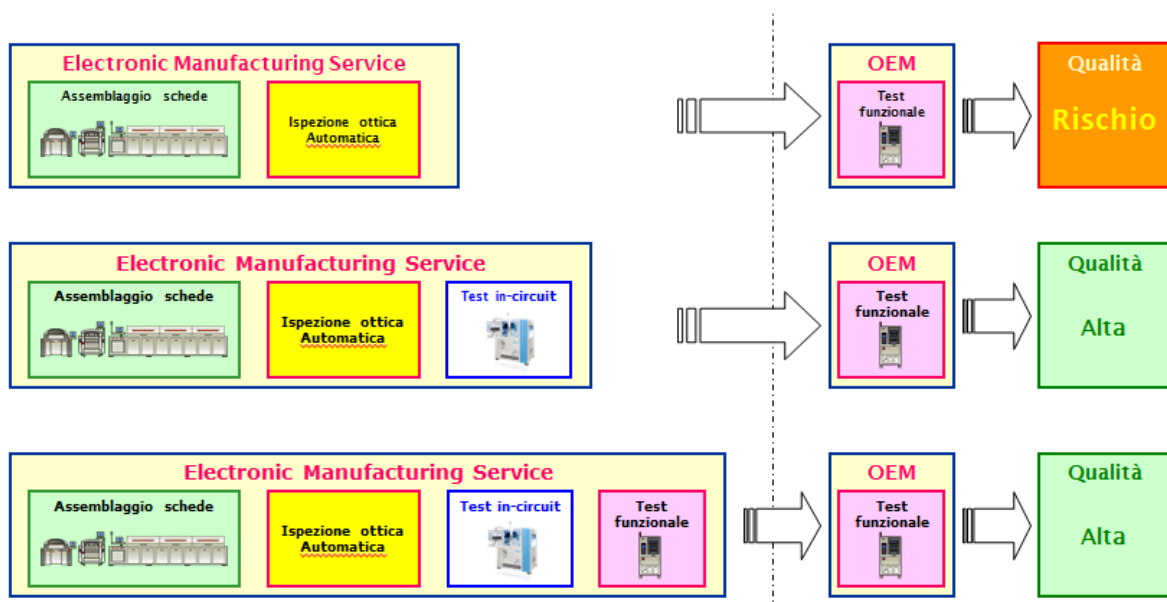 Electronic Manufacturing Service
Assemblaggio schede
Ispezione ottica
Automatica
OEM
Test
funzionale
Qualità
Rischio
Electronic Manufacturing Service
Assemblaggio schede
Ispezione ottica
Automatica
Test in-circuit
OEM
Test
funzionale
Qualità
Alta
Electronic Manufacturing Service
Assemblaggio schede
Ispezione ottica
Automatica
Test in-circuit
Test
funzionale
OEM
Test
funzionale
Qualità
Alta